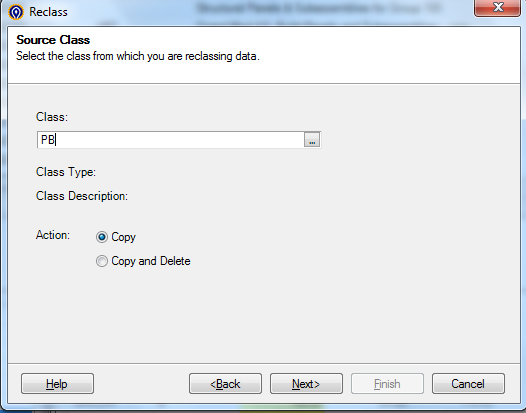 Reclass
Source Class
Select the class from which you are reclassing data.
Class:
PB
...
Class Type:
Class Description:
Action:
Copy
Copy and Delete
Help
<Back
Next>
Finish
Cancel